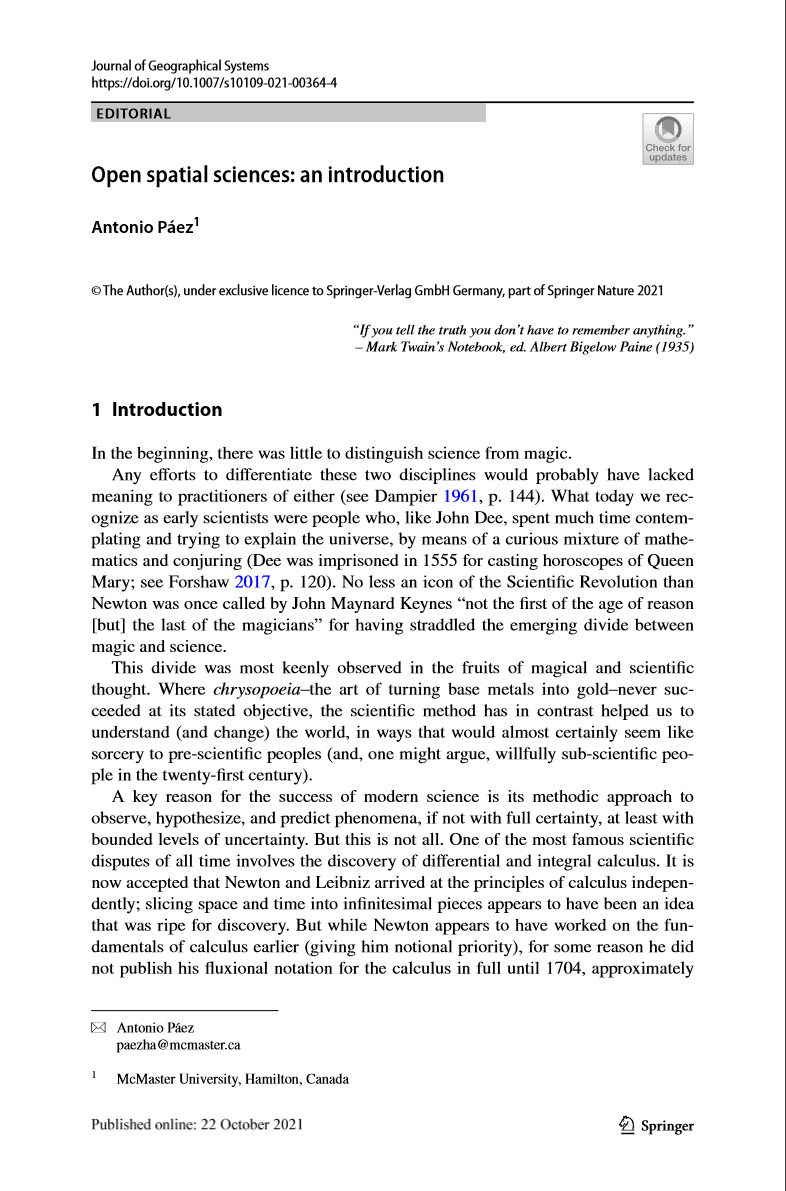 Journal of Geographical Systems
https://doi.org/10.1007/s10109-021-00364-4
EDITORIAL
Check for
updates
Open spatial sciences: an introduction
Antonio Páez1
© The Author(s), under exclusive licence to Springer-Verlag GmbH Germany, part of Springer Nature 2021
“If you tell the truth you don’t have to remember anything.”
– Mark Twain’s Notebook, ed. Albert Bigelow Paine (1935)
1 Introduction
In the beginning, there was little to distinguish science from magic.
Any efforts to differentiate these two disciplines would probably have lacked
meaning to practitioners of either (see Dampier 1961, p. 144). What today we rec-
ognize as early scientists were people who, like John Dee, spent much time contem-
plating and trying to explain the universe, by means of a curious mixture of mathe-
matics and conjuring (Dee was imprisoned in 1555 for casting horoscopes of Queen
Mary; see Forshaw 2017, p. 120). No less an icon of the Scientific Revolution than
Newton was once called by John Maynard Keynes “not the first of the age of reason
[but] the last of the magicians” for having straddled the emerging divide between
magic and science.
This divide was most keenly observed in the fruits of magical and scientific
thought. Where chrysopoeia–the art of turning base metals into gold–never suc-
ceeded at its stated objective, the scientific method has in contrast helped us to
understand (and change) the world, in ways that would almost certainly seem like
sorcery to pre-scientific peoples (and, one might argue, willfully sub-scientific peo-
ple in the twenty-first century).
A key reason for the success of modern science is its methodic approach to
observe, hypothesize, and predict phenomena, if not with full certainty, at least with
bounded levels of uncertainty. But this is not all. One of the most famous scientific
disputes of all time involves the discovery of differential and integral calculus. It is
now accepted that Newton and Leibniz arrived at the principles of calculus indepen-
dently; slicing space and time into infinitesimal pieces appears to have been an idea
that was ripe for discovery. But while Newton appears to have worked on the fun-
damentals of calculus earlier (giving him notional priority), for some reason he did
not publish his fluxional notation for the calculus in full until 1704, approximately
Antonio Páez
paezha@mcmaster.ca
1 McMaster University, Hamilton, Canada
Published online: 22 October 2021
Springer